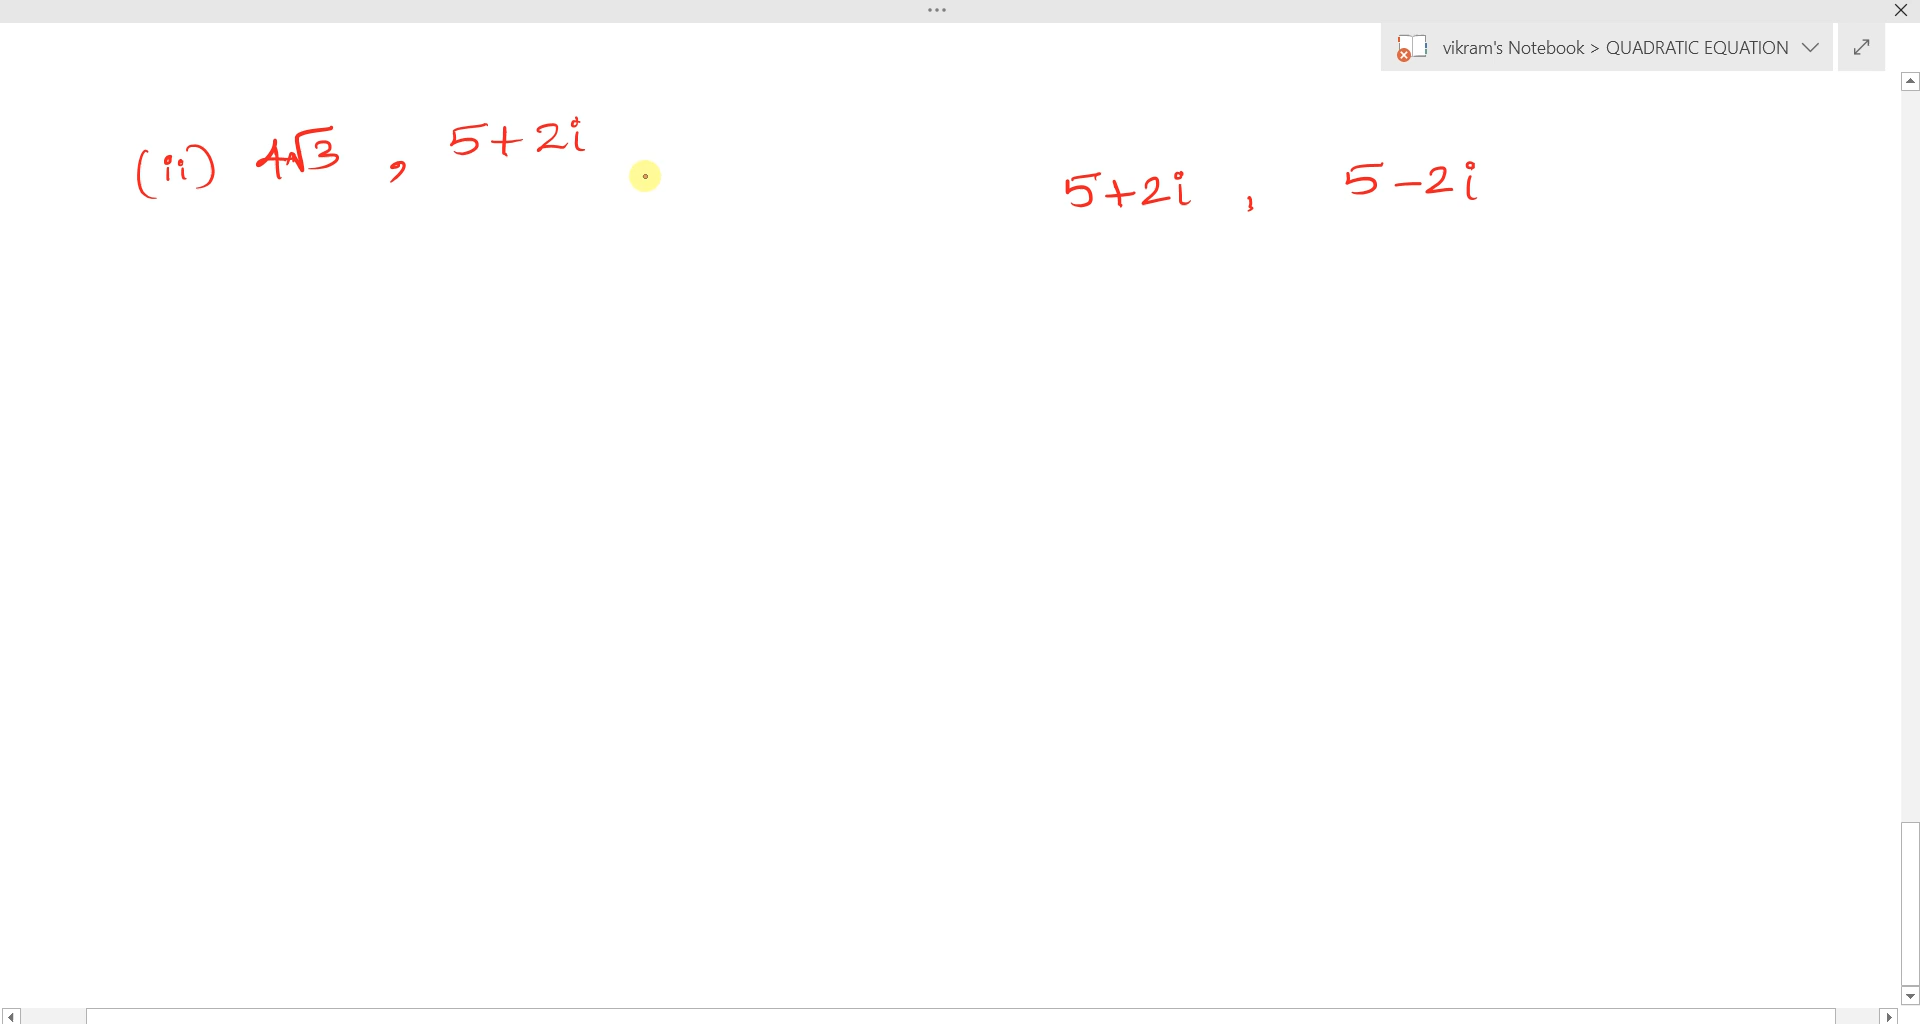 ...
vikram's Notebook > QUADRATIC EQUATION
(ii) 4√3 , 5+2i
5+2i , 5-2i